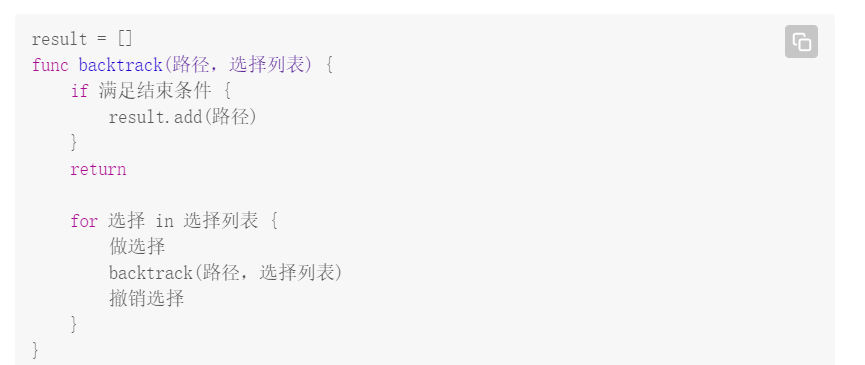 result = []
func backtrack(路径，选择列表) {
    if 满足结束条件 {
        result.add(路径)
    }
    return

    for 选择 in 选择列表 {
        做选择
        backtrack(路径，选择列表)
        撤销选择
    }
}